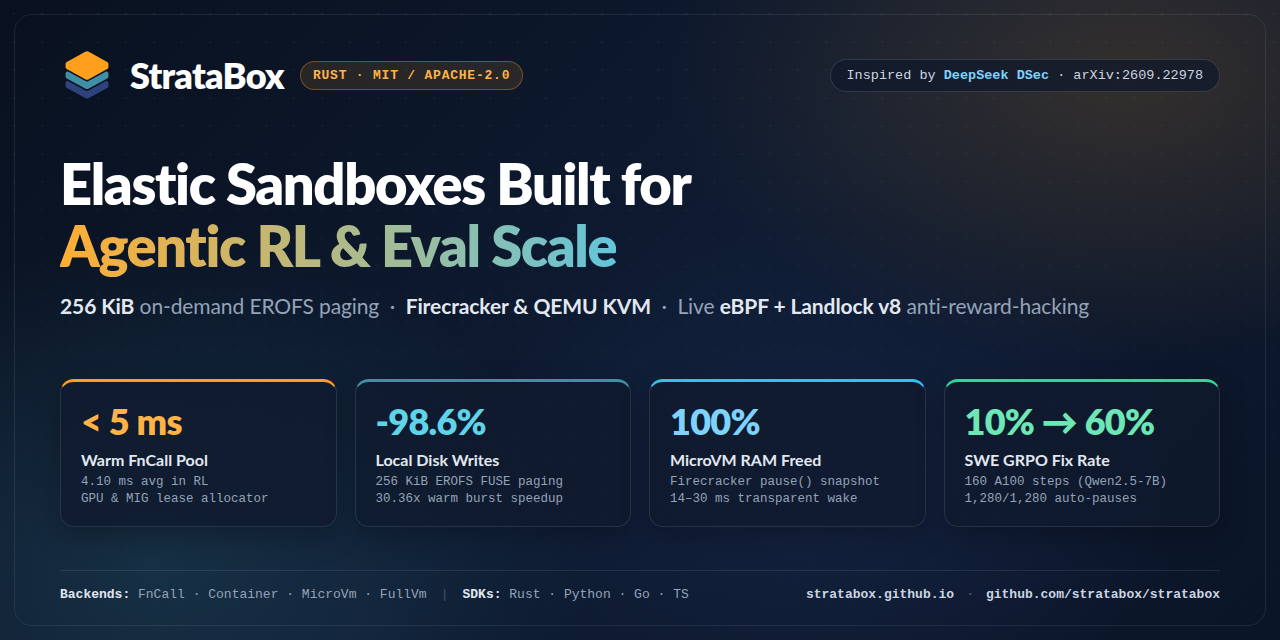 StrataBox
RUST · MIT / APACHE-2.0
Inspired by DeepSeek DSec · arXiv:2609.22978
Elastic Sandboxes Built for
Agentic RL & Eval Scale
256 KiB on-demand EROFS paging · Firecracker & QEMU KVM · Live eBPF + Landlock v8 anti-reward-hacking
< 5 ms
Warm FnCall Pool
4.10 ms avg in RL
GPU & MIG lease allocator
-98.6%
Local Disk Writes
256 KiB EROFS FUSE paging
30.36x warm burst speedup
100%
MicroVM RAM Freed
Firecracker pause() snapshot
14–30 ms transparent wake
10% → 60%
SWE GRPO Fix Rate
160 A100 steps (Qwen2.5-7B)
1,280/1,280 auto-pauses
Backends: FnCall · Container · MicroVm · FullVm | SDKs: Rust · Python · Go · TS
stratabox.github.io · github.com/stratabox/stratabox